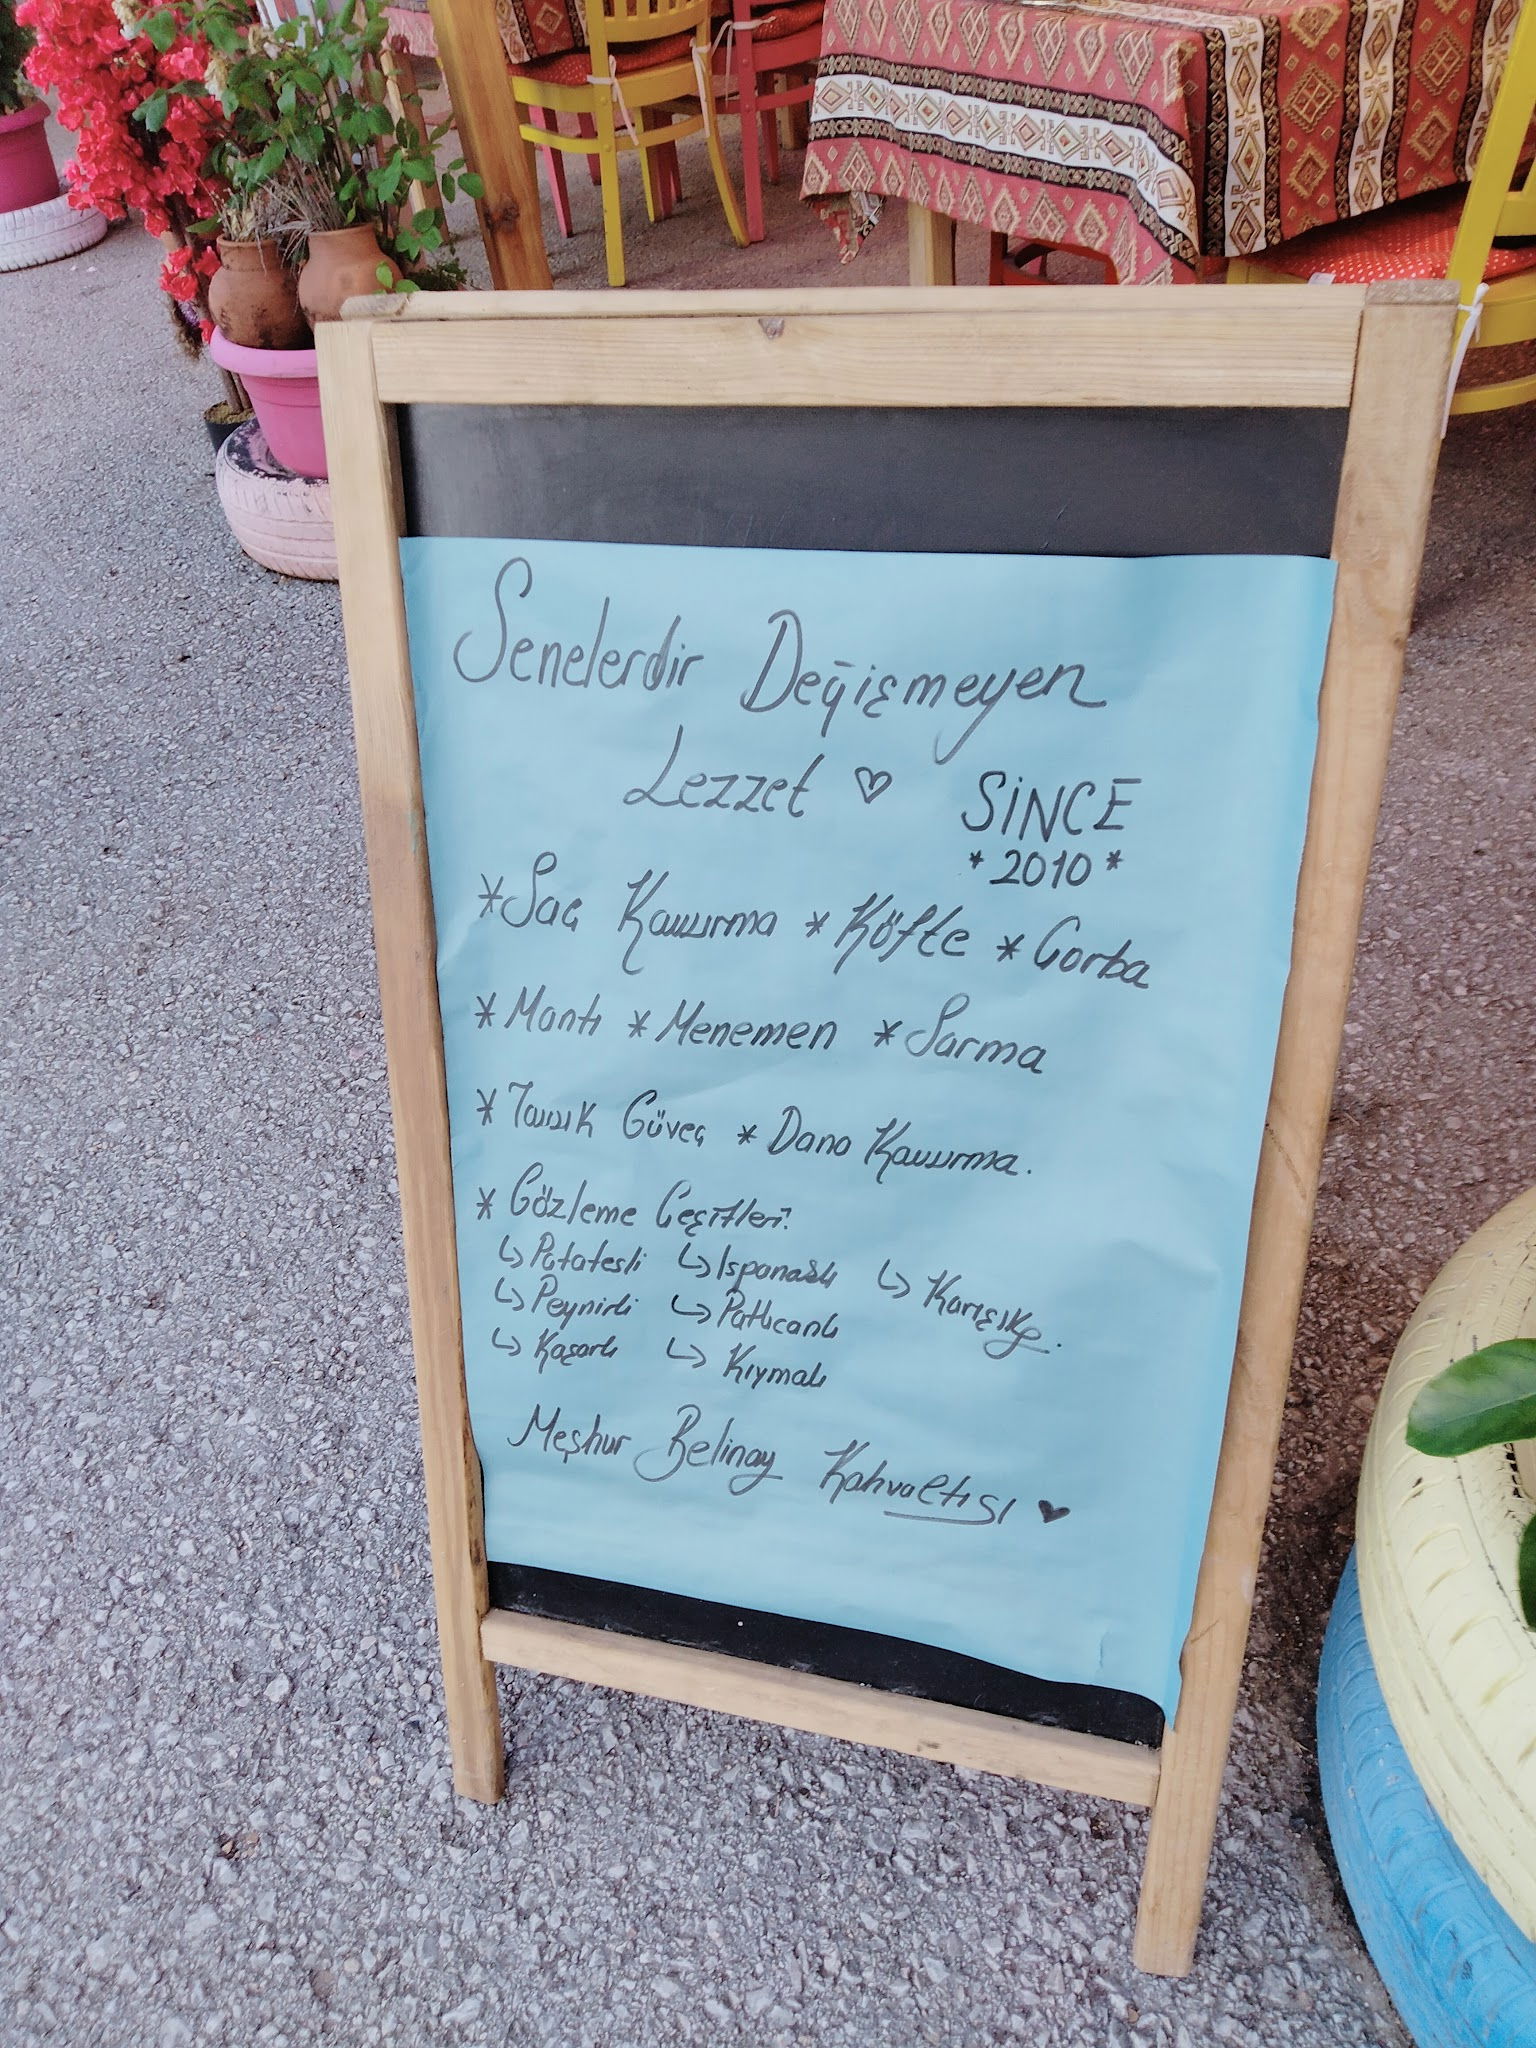 Senelerdir Değişmeyen
Lezzet ♡ SİNCE
*2010*
*Saç Kavurma *Köfte *Çorba
*Mantı *Menemen *Sarma
*Tavuk Güveç *Dana Kavurma.
*Gözleme Çeşitleri:
↳Patatesli ↳Ispanaklı ↳Karışık.
↳Peynirli ↳Patlıcanlı
↳Kaşarlı ↳Kıymalı
Meşhur Belinay Kahvaltısı ♥